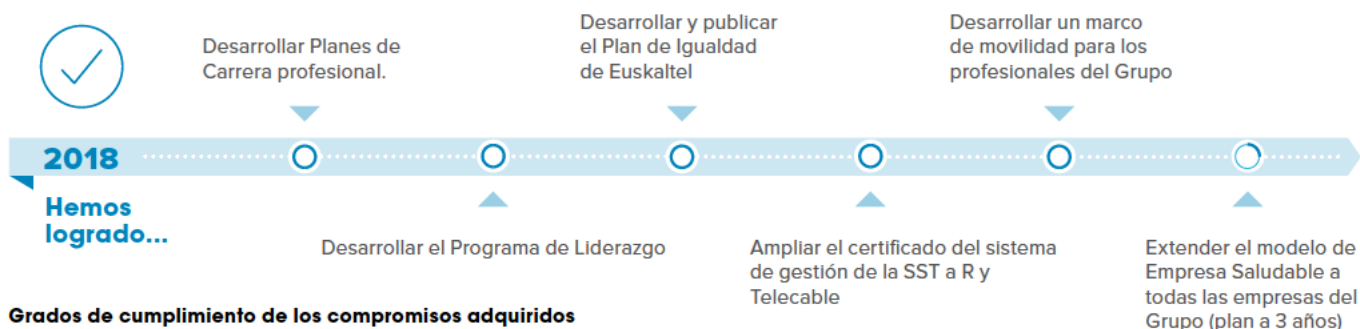 Desarrollar Planes de
Carrera profesional.
Desarrollar y publicar
el Plan de Igualdad
de Euskaltel
Desarrollar un marco
de movilidad para los
profesionales del Grupo
2018
Hemos
logrado...
Desarrollar el Programa de Liderazgo
Ampliar el certificado del sistema
de gestión de la SST a R y
Telecable
Extender el modelo de
Empresa Saludable a
todas las empresas del
Grupo (plan a 3 años)
Grados de cumplimiento de los compromisos adquiridos